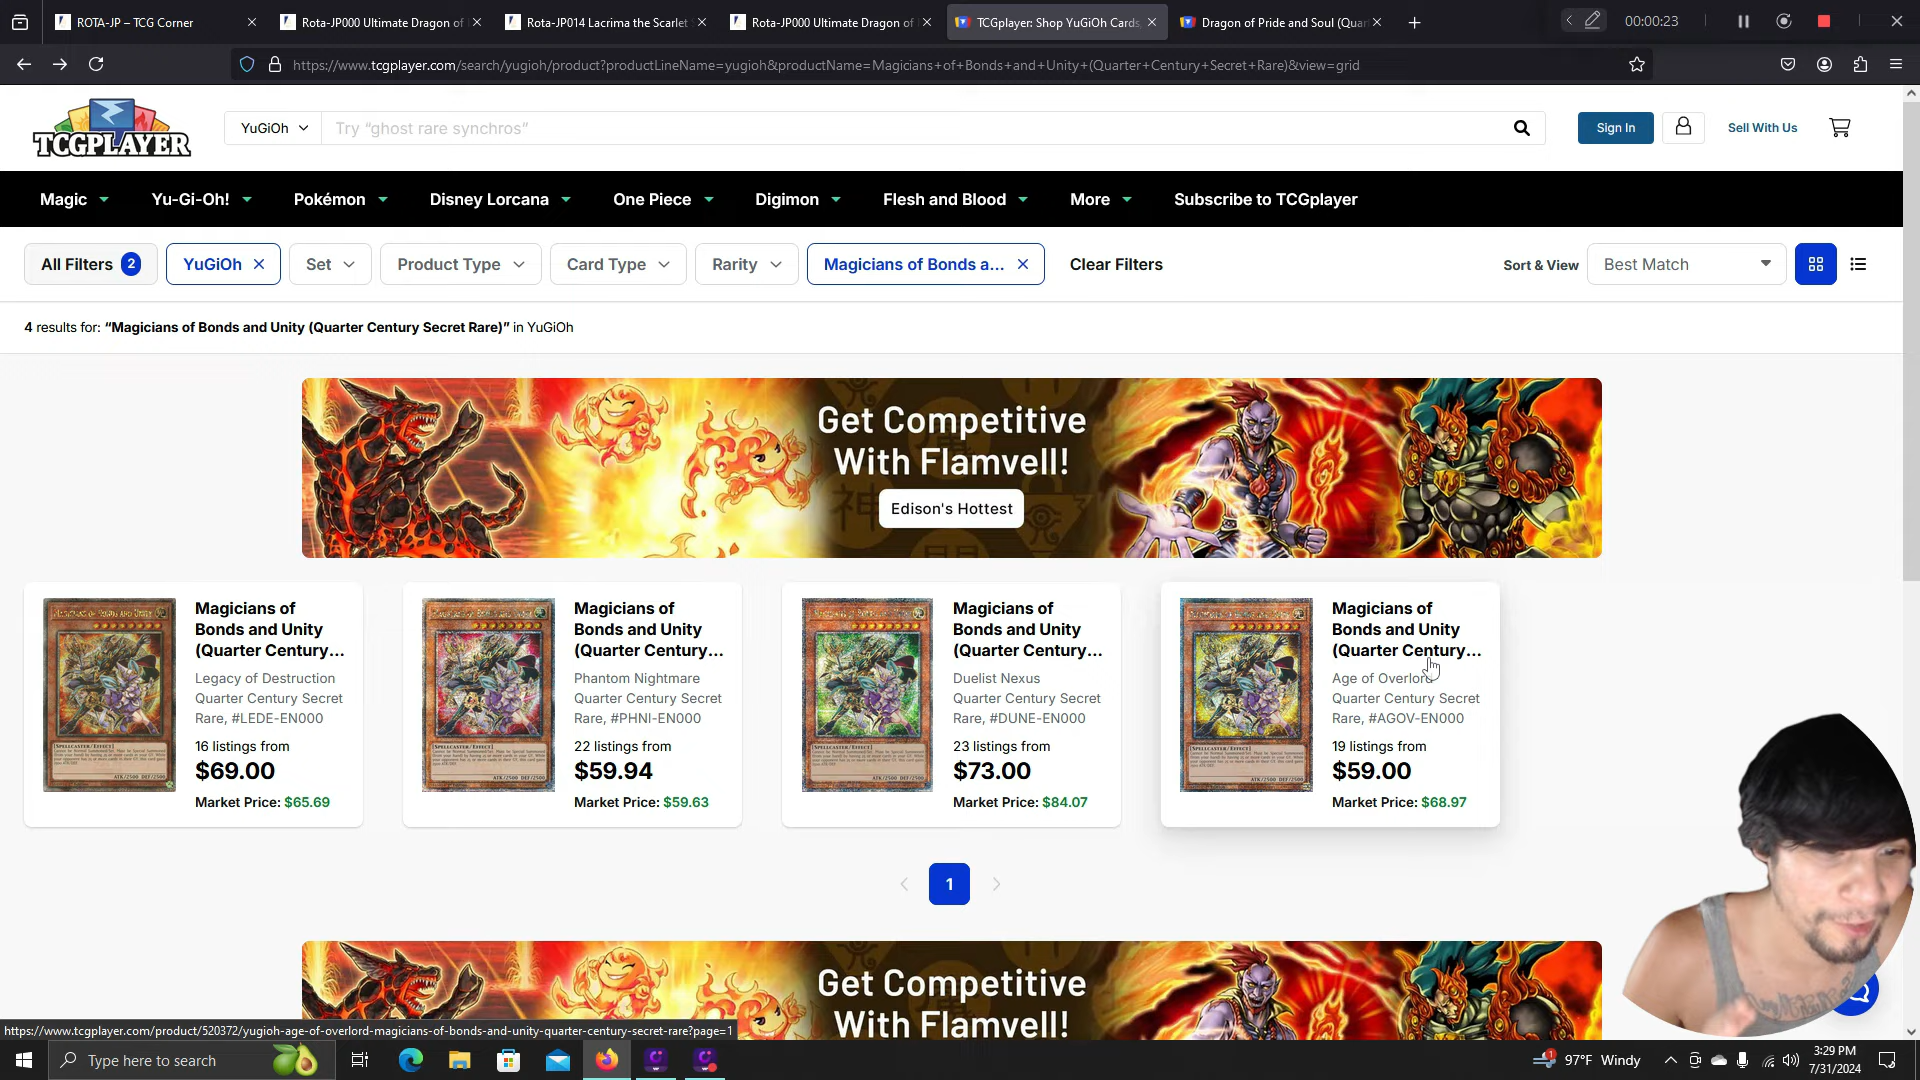 ROTA-JP – TCG Corner
Rota-JP000 Ultimate Dragon of
Rota-JP014 Lacrima the Scarlet
Rota-JP000 Ultimate Dragon of
TCGplayer: Shop YuGiOh Cards,
Dragon of Pride and Soul (Quar
00:00:23
https://www.tcgplayer.com/search/yugioh/product?productLineName=yugioh&productName=Magicians+of+Bonds+and+Unity+(Quarter+Century+Secret+Rare)&view=grid
TCGPLAYER
YuGiOh
Try “ghost rare synchros”
Sign In
Sell With Us
Magic
Yu-Gi-Oh!
Pokémon
Disney Lorcana
One Piece
Digimon
Flesh and Blood
More
Subscribe to TCGplayer
All Filters 2
YuGiOh
Set
Product Type
Card Type
Rarity
Magicians of Bonds a...
Clear Filters
Sort & View
Best Match
4 results for: “Magicians of Bonds and Unity (Quarter Century Secret Rare)” in YuGiOh
Get Competitive
With Flamvell!
Edison's Hottest
Magicians of
Bonds and Unity
(Quarter Century...
Legacy of Destruction
Quarter Century Secret
Rare, #LEDE-EN000
16 listings from
$69.00
Market Price: $65.69
Magicians of
Bonds and Unity
(Quarter Century...
Phantom Nightmare
Quarter Century Secret
Rare, #PHNI-EN000
22 listings from
$59.94
Market Price: $59.63
Magicians of
Bonds and Unity
(Quarter Century...
Duelist Nexus
Quarter Century Secret
Rare, #DUNE-EN000
23 listings from
$73.00
Market Price: $84.07
Magicians of
Bonds and Unity
(Quarter Century...
Age of Overlord
Quarter Century Secret
Rare, #AGOV-EN000
19 listings from
$59.00
Market Price: $68.97
1
Get Competitive
With Flamvell!
https://www.tcgplayer.com/product/520372/yugioh-age-of-overlord-magicians-of-bonds-and-unity-quarter-century-secret-rare?page=1
Type here to search
1
97°F Windy
3:29 PM
7/31/2024